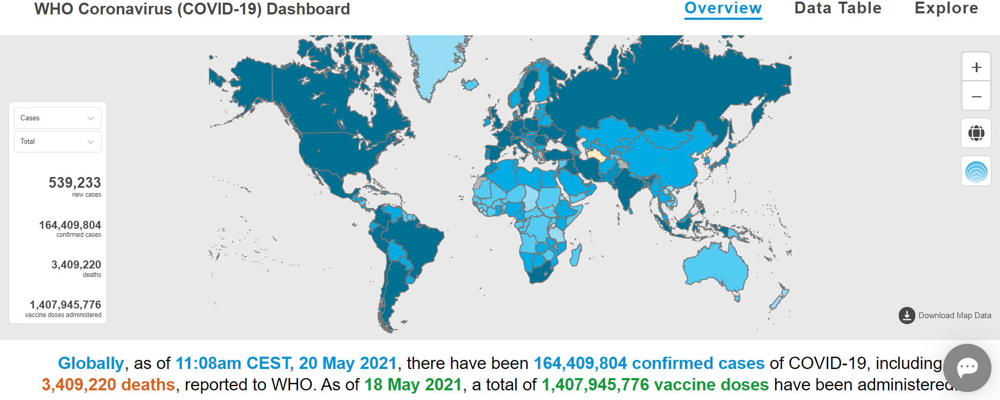 WHO Coronavirus (COVID-19) Dashboard
Overview
Data Table
Explore
Cases
Total
539,233
new cases
164,409,804
confirmed cases
3,409,220
deaths
1,407,945,776
vaccine doses administered
+
−
Download Map Data
Globally, as of 11:08am CEST, 20 May 2021, there have been 164,409,804 confirmed cases of COVID-19, including
3,409,220 deaths, reported to WHO. As of 18 May 2021, a total of 1,407,945,776 vaccine doses have been administered.